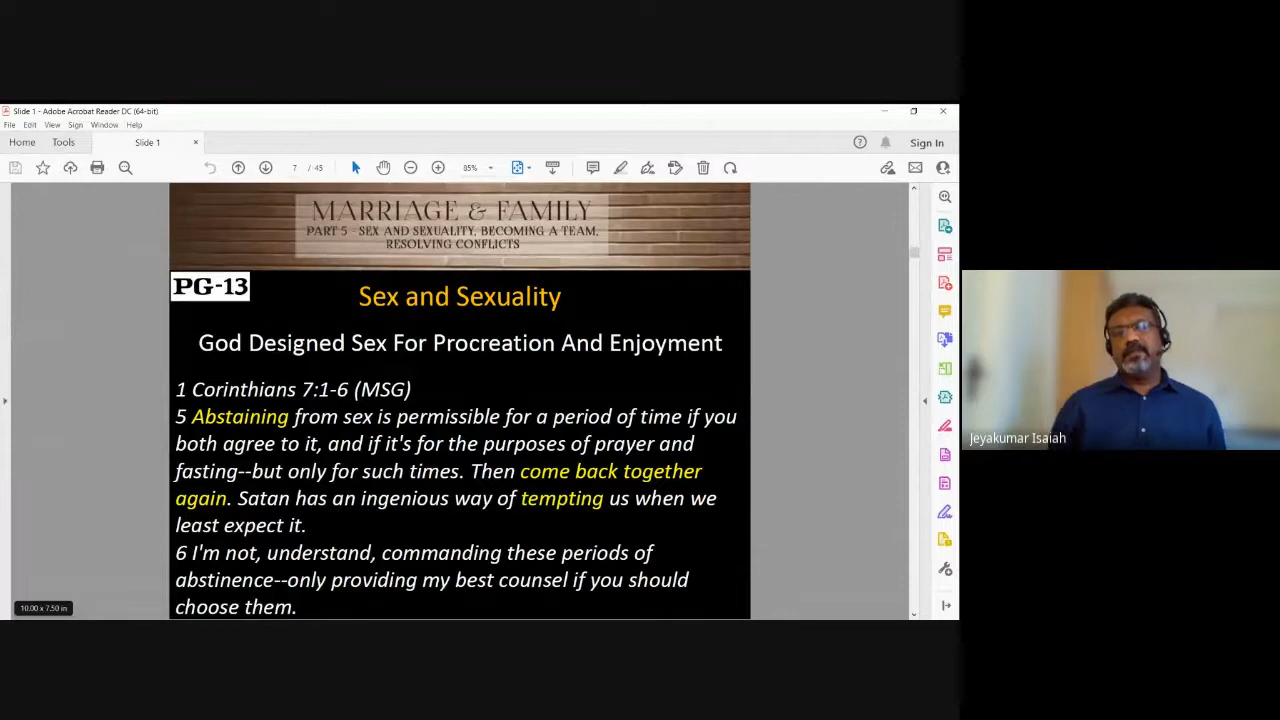 Slide 1 - Adobe Acrobat Reader DC (64-bit)
File Edit View Sign Window Help
Home Tools Slide 1 × Sign In
7 / 45 85%
MARRIAGE & FAMILY
PART 5 - SEX AND SEXUALITY, BECOMING A TEAM,
RESOLVING CONFLICTS
PG-13
Sex and Sexuality
God Designed Sex For Procreation And Enjoyment
1 Corinthians 7:1-6 (MSG)
5 Abstaining from sex is permissible for a period of time if you
both agree to it, and if it's for the purposes of prayer and
fasting--but only for such times. Then come back together
again. Satan has an ingenious way of tempting us when we
least expect it.
6 I'm not, understand, commanding these periods of
abstinence--only providing my best counsel if you should
choose them.
10.00 x 7.50 in
Jeyakumar Isaiah